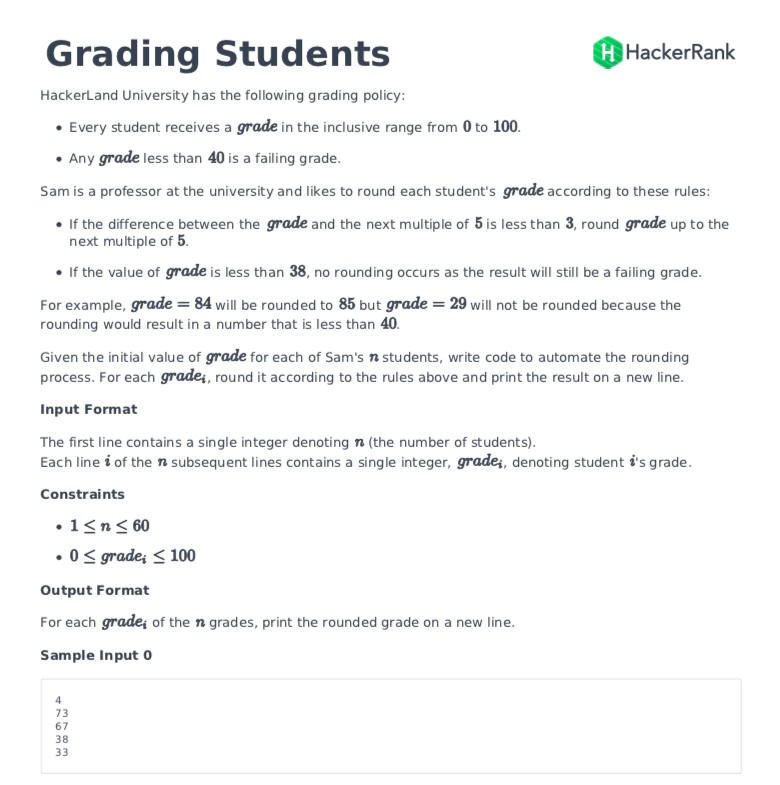 Grading Students
HackerRank
HackerLand University has the following grading policy:
• Every student receives a grade in the inclusive range from 0 to 100.
• Any grade less than 40 is a failing grade.
Sam is a professor at the university and likes to round each student's grade according to these rules:
• If the difference between the grade and the next multiple of 5 is less than 3, round grade up to the
next multiple of 5.
• If the value of grade is less than 38, no rounding occurs as the result will still be a failing grade.
For example, grade = 84 will be rounded to 85 but grade = 29 will not be rounded because the
rounding would result in a number that is less than 40.
Given the initial value of grade for each of Sam's n students, write code to automate the rounding
process. For each gradeᵢ, round it according to the rules above and print the result on a new line.
Input Format
The first line contains a single integer denoting n (the number of students).
Each line i of the n subsequent lines contains a single integer, gradeᵢ, denoting student i's grade.
Constraints
• 1 ≤ n ≤ 60
• 0 ≤ gradeᵢ ≤ 100
Output Format
For each gradeᵢ of the n grades, print the rounded grade on a new line.
Sample Input 0
4
73
67
38
33